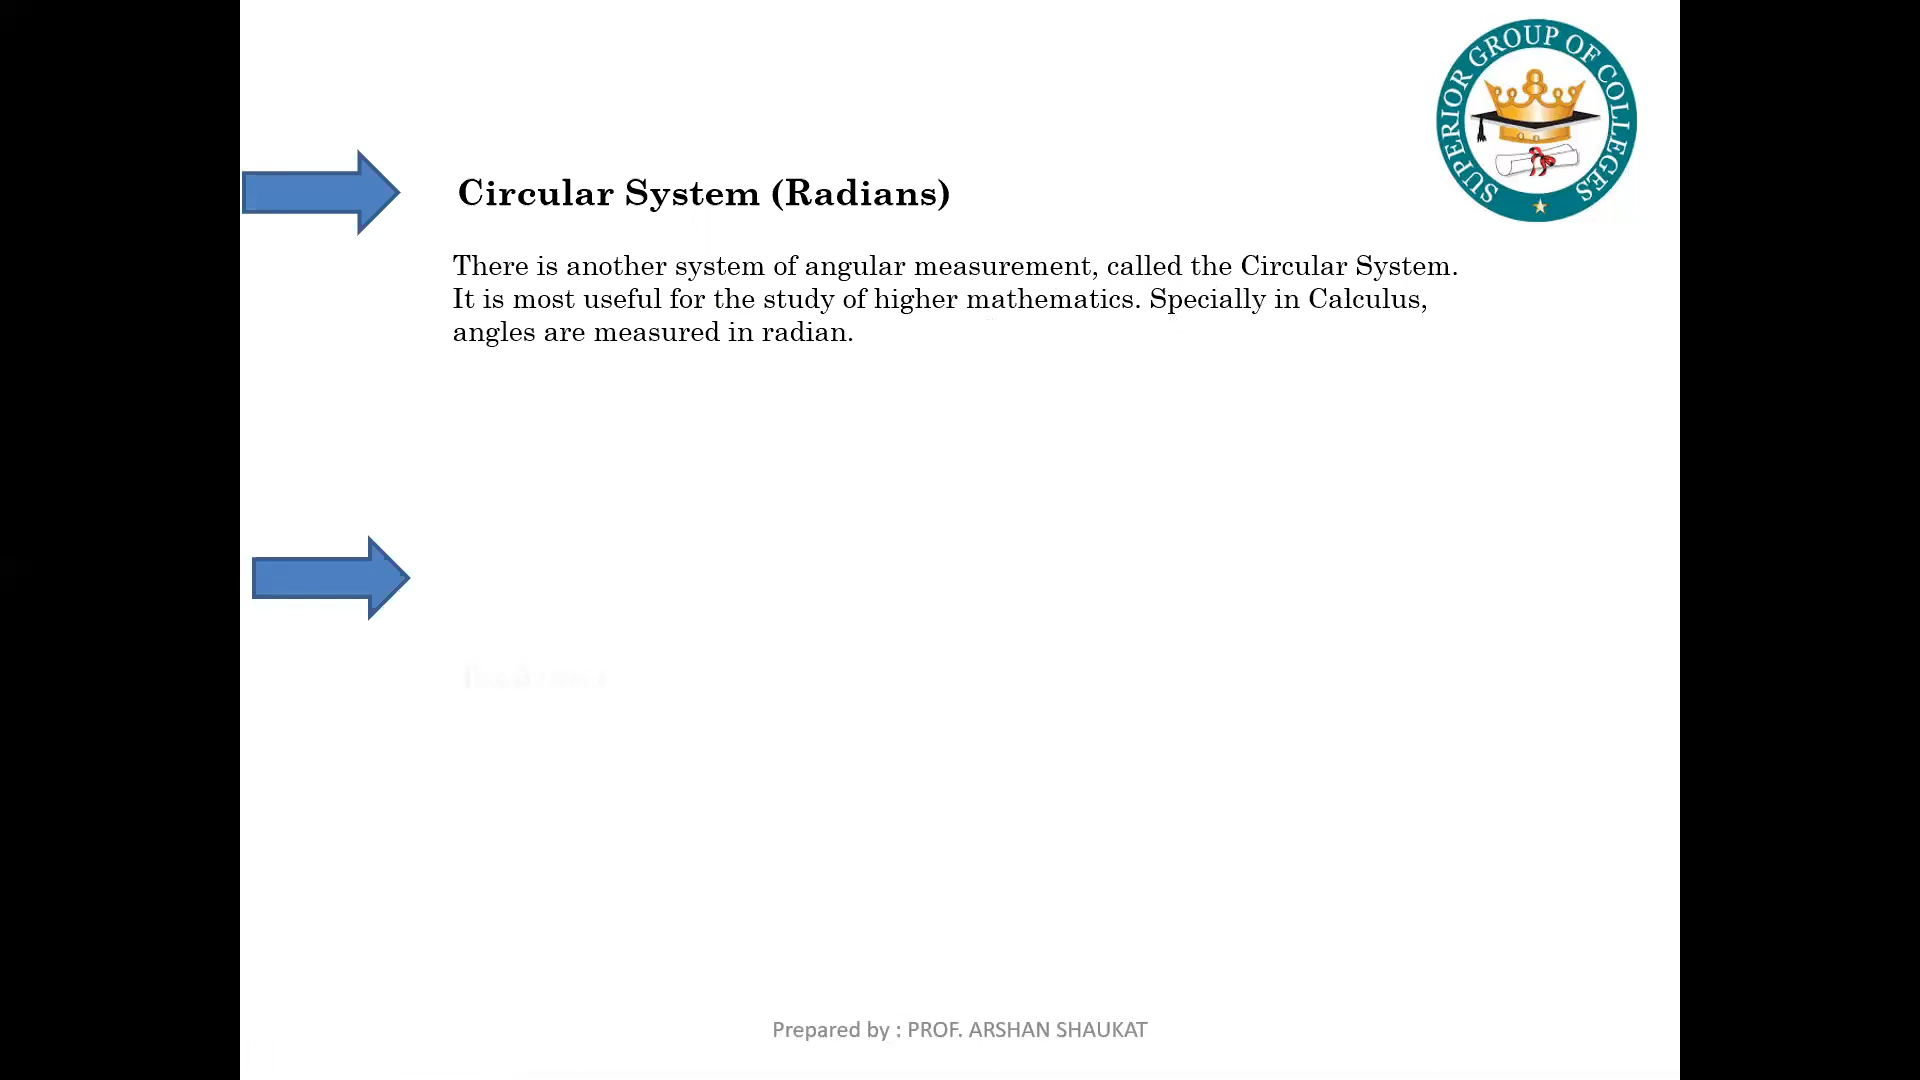 SUPERIOR GROUP OF COLLEGES
Circular System (Radians)
There is another system of angular measurement, called the Circular System.
It is most useful for the study of higher mathematics. Specially in Calculus,
angles are measured in radian.
Prepared by : PROF. ARSHAN SHAUKAT